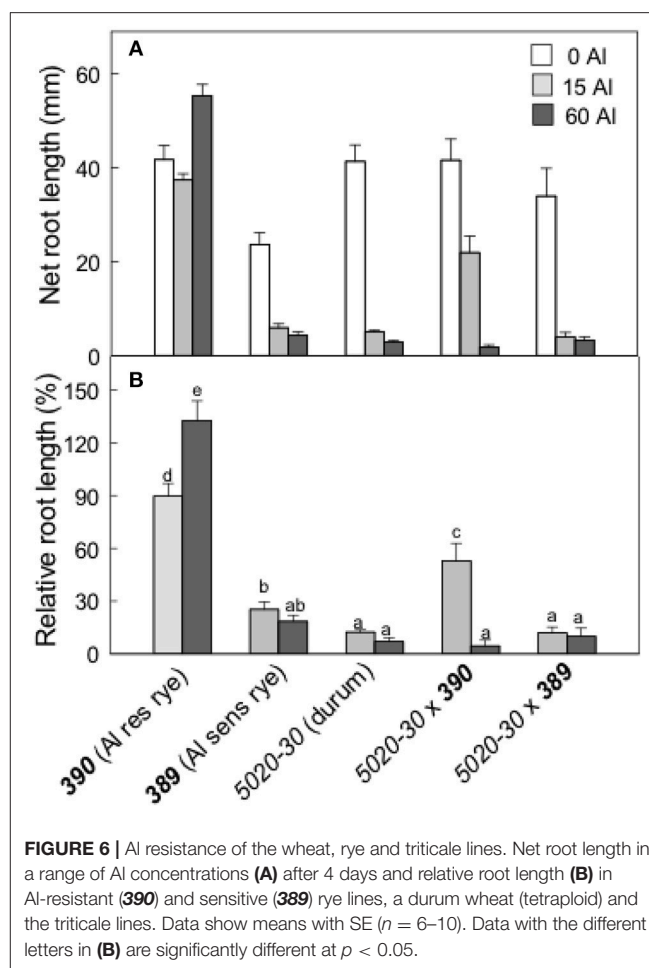 A
0 Al
15 Al
60 Al
Net root length (mm)
60
40
20
0
B
Relative root length (%)
150
120
90
60
30
0
d
e
b
ab
a
a
c
a
a
a
390 (Al res rye)
389 (Al sens rye)
5020-30 (durum)
5020-30 x 390
5020-30 x 389
FIGURE 6 | Al resistance of the wheat, rye and triticale lines. Net root length in
a range of Al concentrations (A) after 4 days and relative root length (B) in
Al-resistant (390) and sensitive (389) rye lines, a durum wheat (tetraploid) and
the triticale lines. Data show means with SE (n = 6–10). Data with the different
letters in (B) are significantly different at p < 0.05.